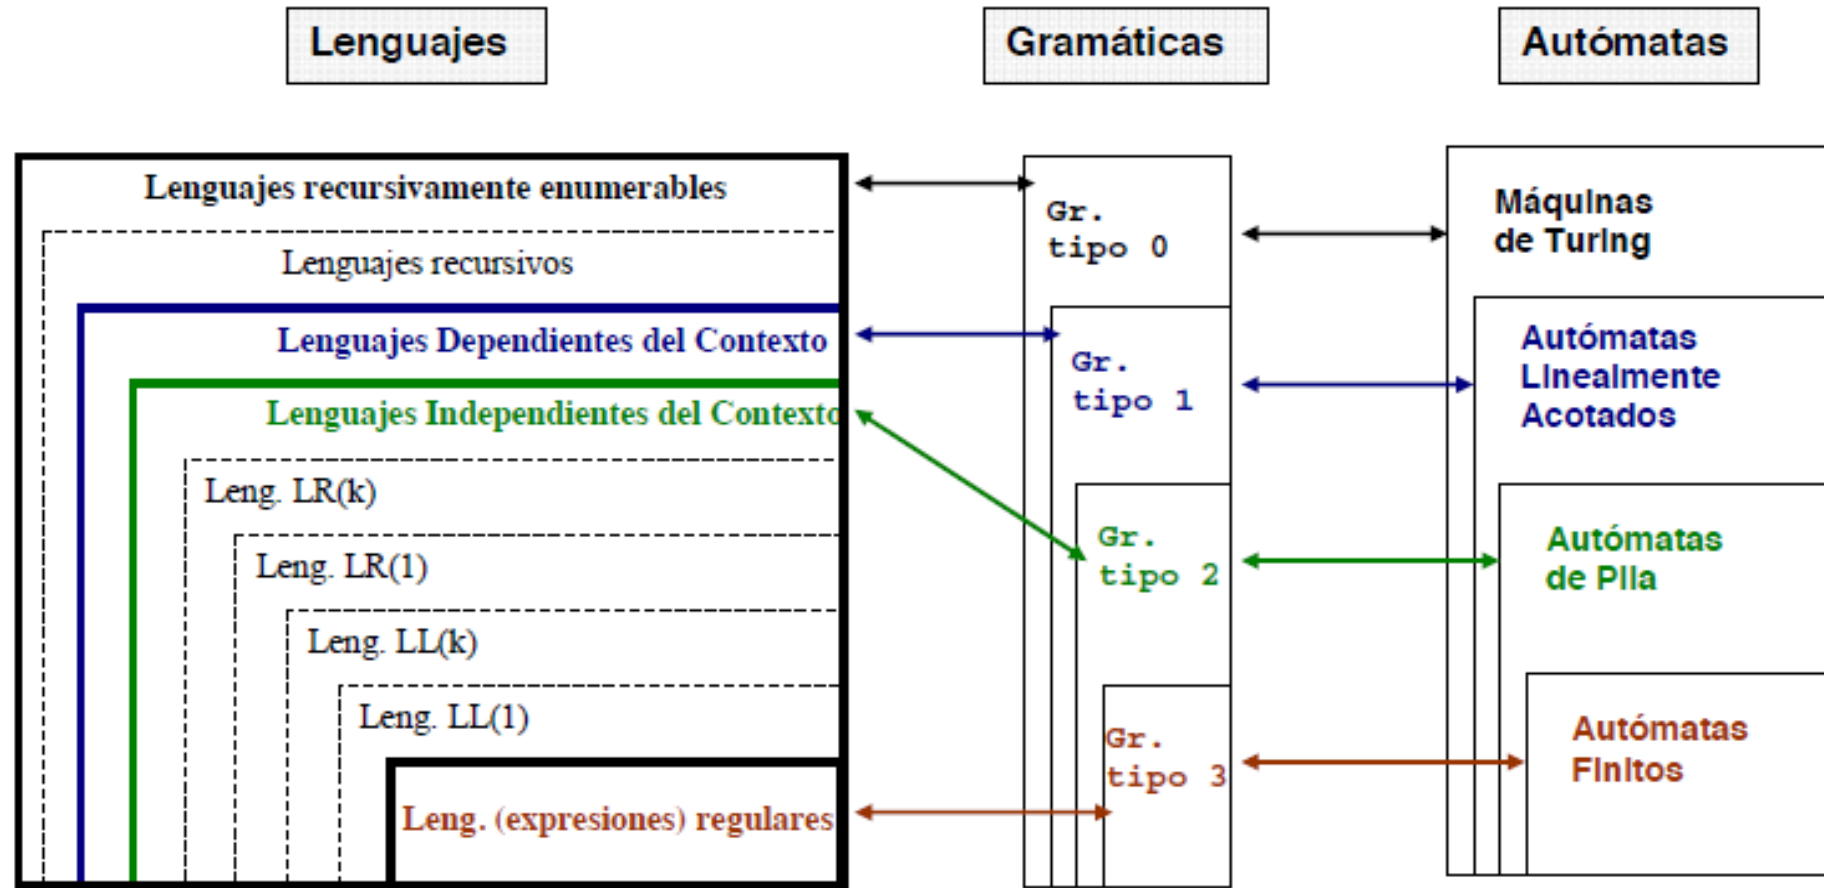 Lenguajes
Gramáticas
Autómatas
Lenguajes recursivamente enumerables
Lenguajes recursivos
Lenguajes Dependientes del Contexto
Lenguajes Independientes del Contexto
Leng. LR(k)
Leng. LR(1)
Leng. LL(k)
Leng. LL(1)
Leng. (expresiones) regulares
Gr.
tipo 0
Gr.
tipo 1
Gr.
tipo 2
Gr.
tipo 3
Máquinas
de Turing
Autómatas
Linealmente
Acotados
Autómatas
de Pila
Autómatas
Finitos